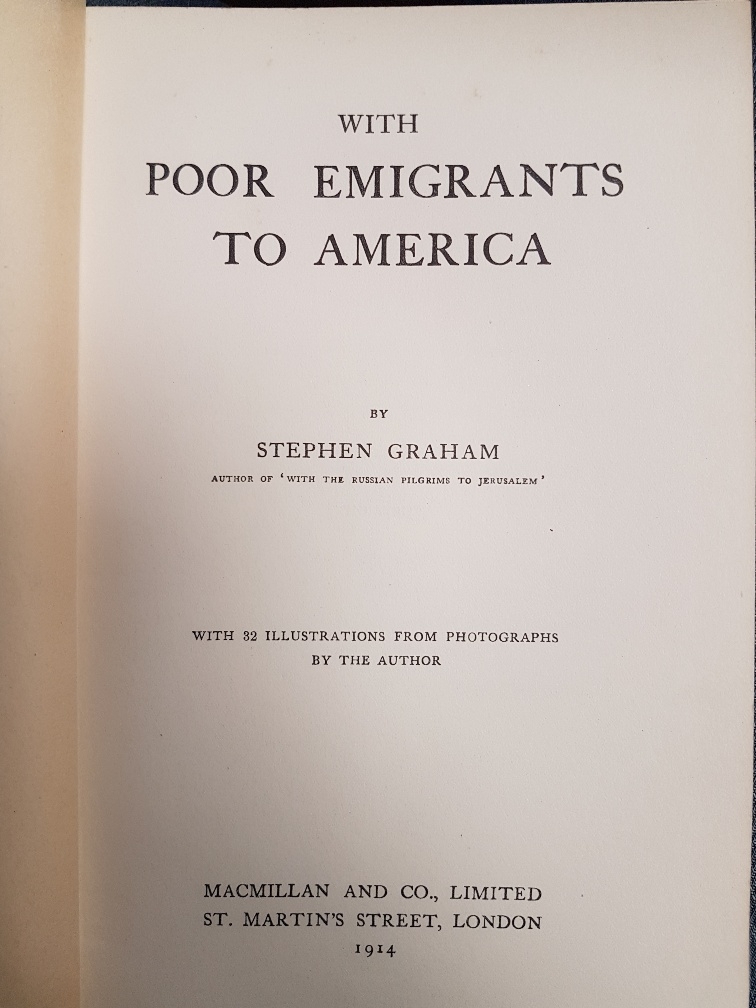 WITH
POOR EMIGRANTS
TO AMERICA
BY
STEPHEN GRAHAM
AUTHOR OF ‘WITH THE RUSSIAN PILGRIMS TO JERUSALEM’
WITH 32 ILLUSTRATIONS FROM PHOTOGRAPHS
BY THE AUTHOR
MACMILLAN AND CO., LIMITED
ST. MARTIN’S STREET, LONDON
1914